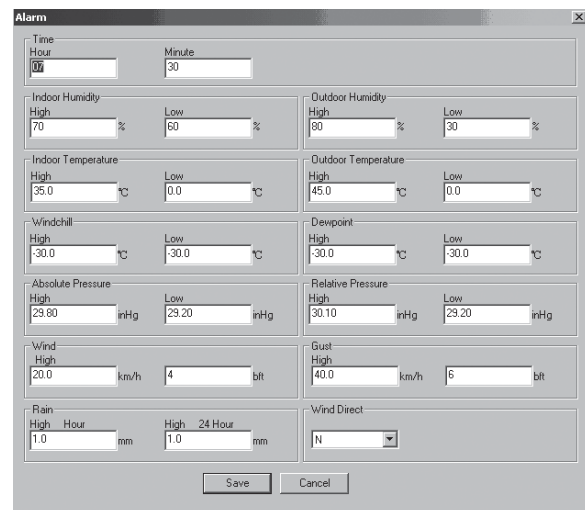 Alarm
Time
Hour Minute
07 30
Indoor Humidity
High Low
70 % 60 %
Outdoor Humidity
High Low
80 % 30 %
Indoor Temperature
High Low
35.0 °C 0.0 °C
Outdoor Temperature
High Low
45.0 °C 0.0 °C
Windchill
High Low
-30.0 °C -30.0 °C
Dewpoint
High Low
-30.0 °C -30.0 °C
Absolute Pressure
High Low
29.80 inHg 29.20 inHg
Relative Pressure
High Low
30.10 inHg 29.20 inHg
Wind
High
20.0 km/h 4 bft
Gust
High
40.0 km/h 6 bft
Rain
High Hour High 24 Hour
1.0 mm 1.0 mm
Wind Direct
N
Save Cancel